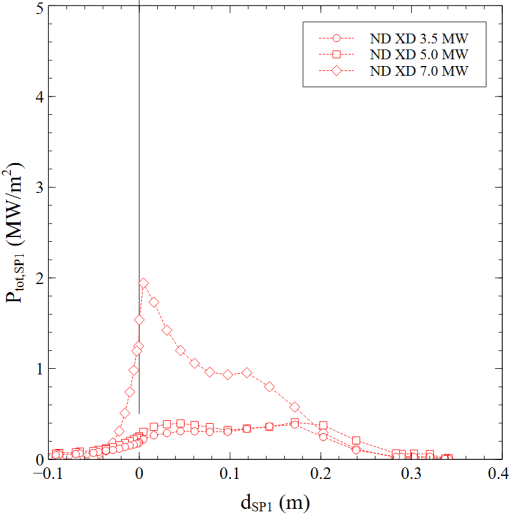 5
4
3
2
1
0
P_tot,SP1 (MW/m²)
ND XD 3.5 MW
ND XD 5.0 MW
ND XD 7.0 MW
−0.1 0 0.1 0.2 0.3 0.4
d_SP1 (m)